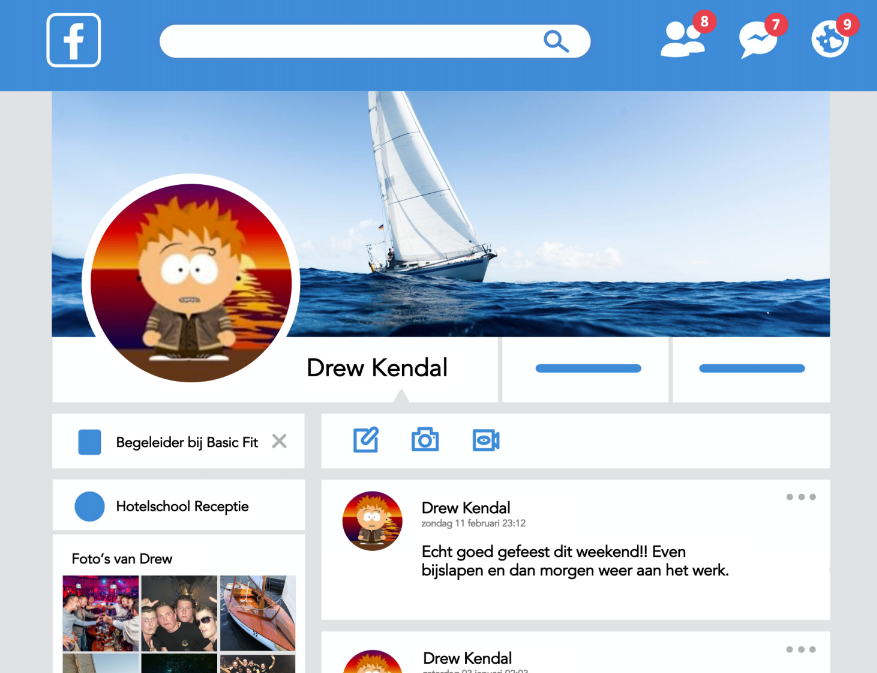 f
8
7
9
Drew Kendal
Begeleider bij Basic Fit
Hotelschool Receptie
Foto's van Drew
Drew Kendal
zondag 11 februari 23:12
Echt goed gefeest dit weekend!! Even
bijslapen en dan morgen weer aan het werk.
Drew Kendal